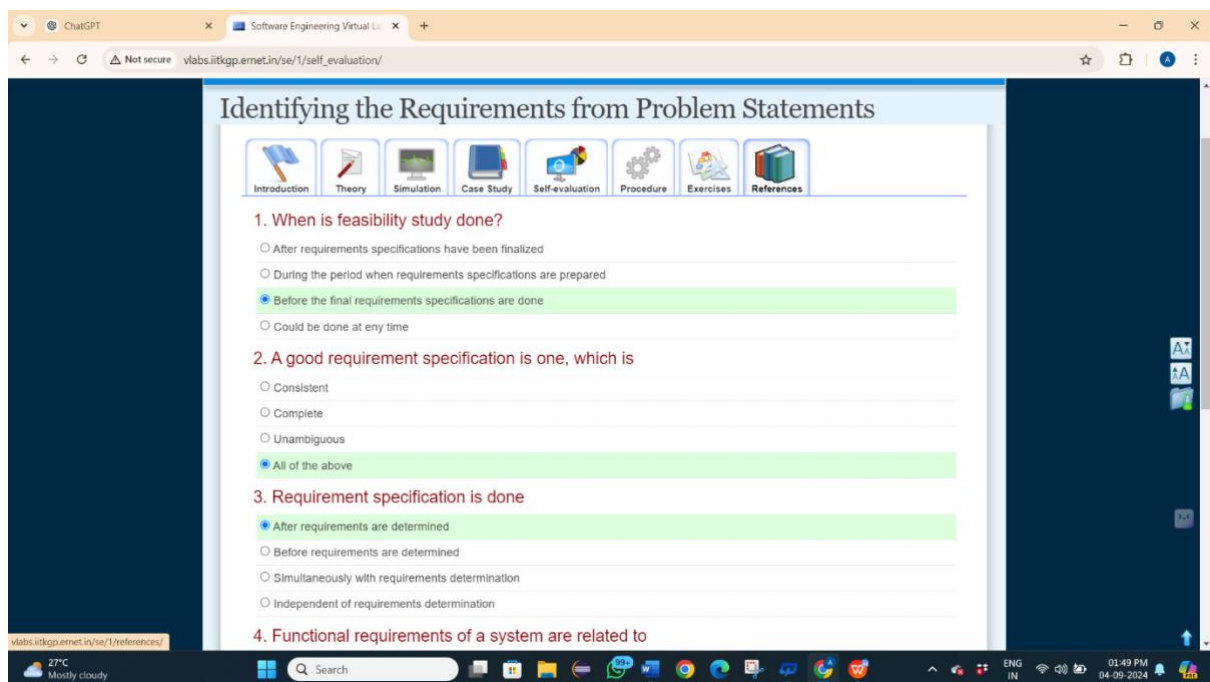 ChatGPT
Software Engineering Virtual La
Not secure vlabs.iitkgp.ernet.in/se/1/self_evaluation/
A
Identifying the Requirements from Problem Statements
Introduction Theory Simulation Case Study Self-evaluation Procedure Exercises References
1. When is feasibility study done?
After requirements specifications have been finalized
During the period when requirements specifications are prepared
Before the final requirements specifications are done
Could be done at eny time
2. A good requirement specification is one, which is
Consistent
Complete
Unambiguous
All of the above
3. Requirement specification is done
After requirements are determined
Before requirements are determined
Simultaneously with requirements determination
Independent of requirements determination
4. Functional requirements of a system are related to
vlabs.iitkgp.ernet.in/se/1/references/
27°C
Mostly cloudy
Search
99+
ENG
IN
01:49 PM
04-09-2024